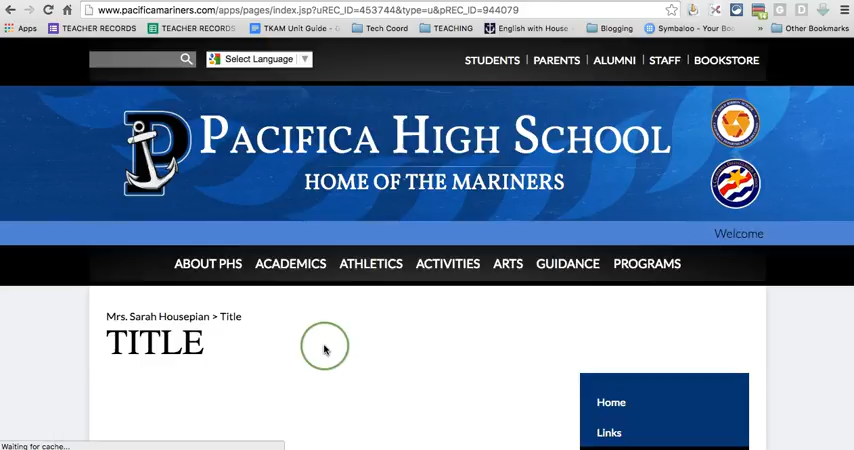 www.pacificamariners.com/apps/pages/index.jsp?uREC_ID=453744&type=u&pREC_ID=944079
Apps TEACHER RECORDS TEACHER RECORDS TKAM Unit Guide - Tech Coord TEACHING English with House Blogging Symbaloo - Your Boo » Other Bookmarks
Select Language ▼ STUDENTS | PARENTS | ALUMNI | STAFF | BOOKSTORE
PACIFICA HIGH SCHOOL
HOME OF THE MARINERS
Welcome
ABOUT PHS ACADEMICS ATHLETICS ACTIVITIES ARTS GUIDANCE PROGRAMS
Mrs. Sarah Housepian > Title
TITLE
Home
Links
Waiting for cache...